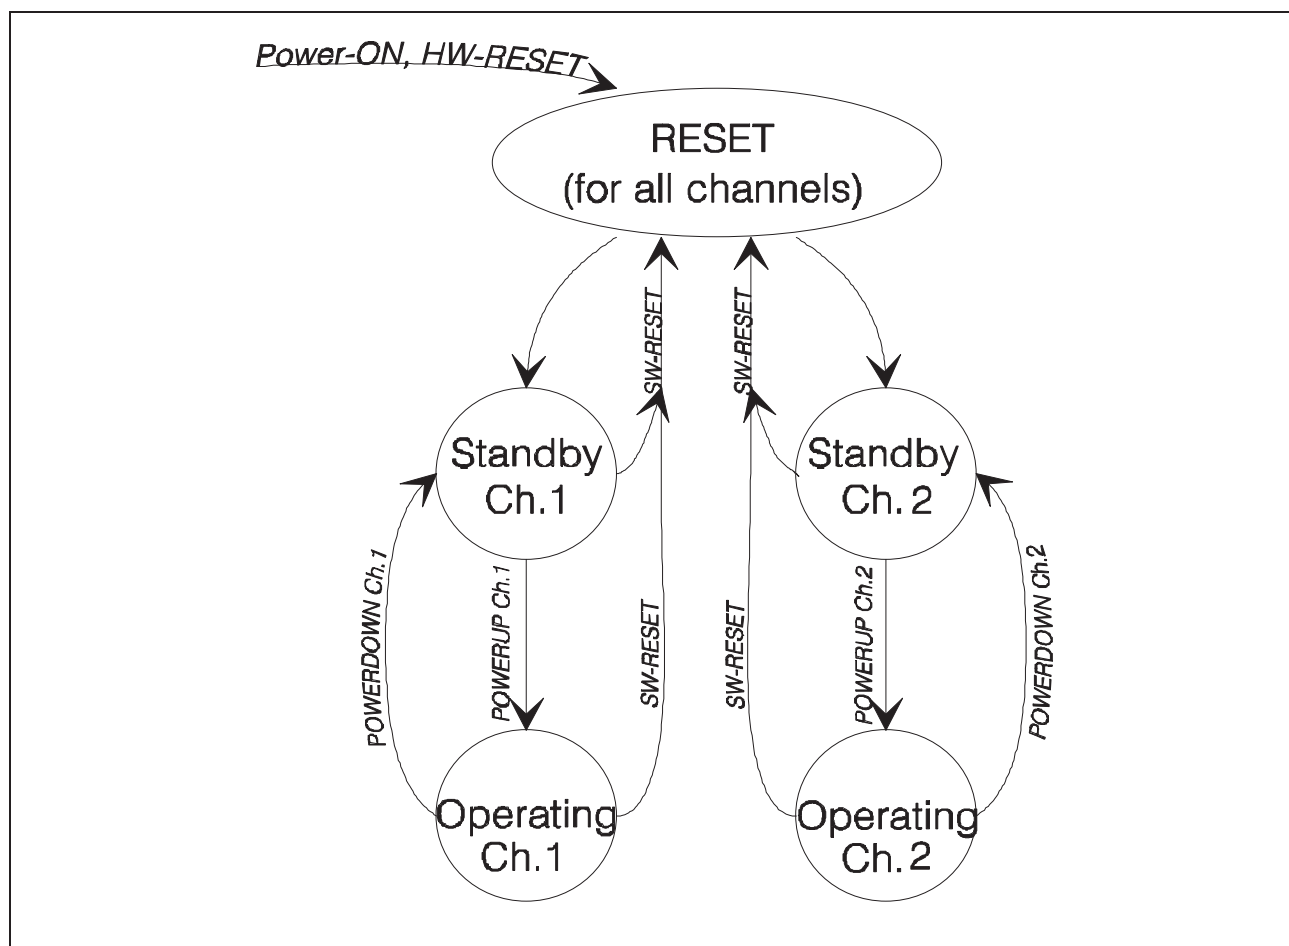 Power-ON, HW-RESET
RESET
(for all channels)
SW-RESET
SW-RESET
Standby
Ch.1
Standby
Ch.2
POWERDOWN Ch.1
POWERUP Ch.1
SW-RESET
SW-RESET
POWERUP Ch.2
POWERDOWN Ch.2
Operating
Ch.1
Operating
Ch.2